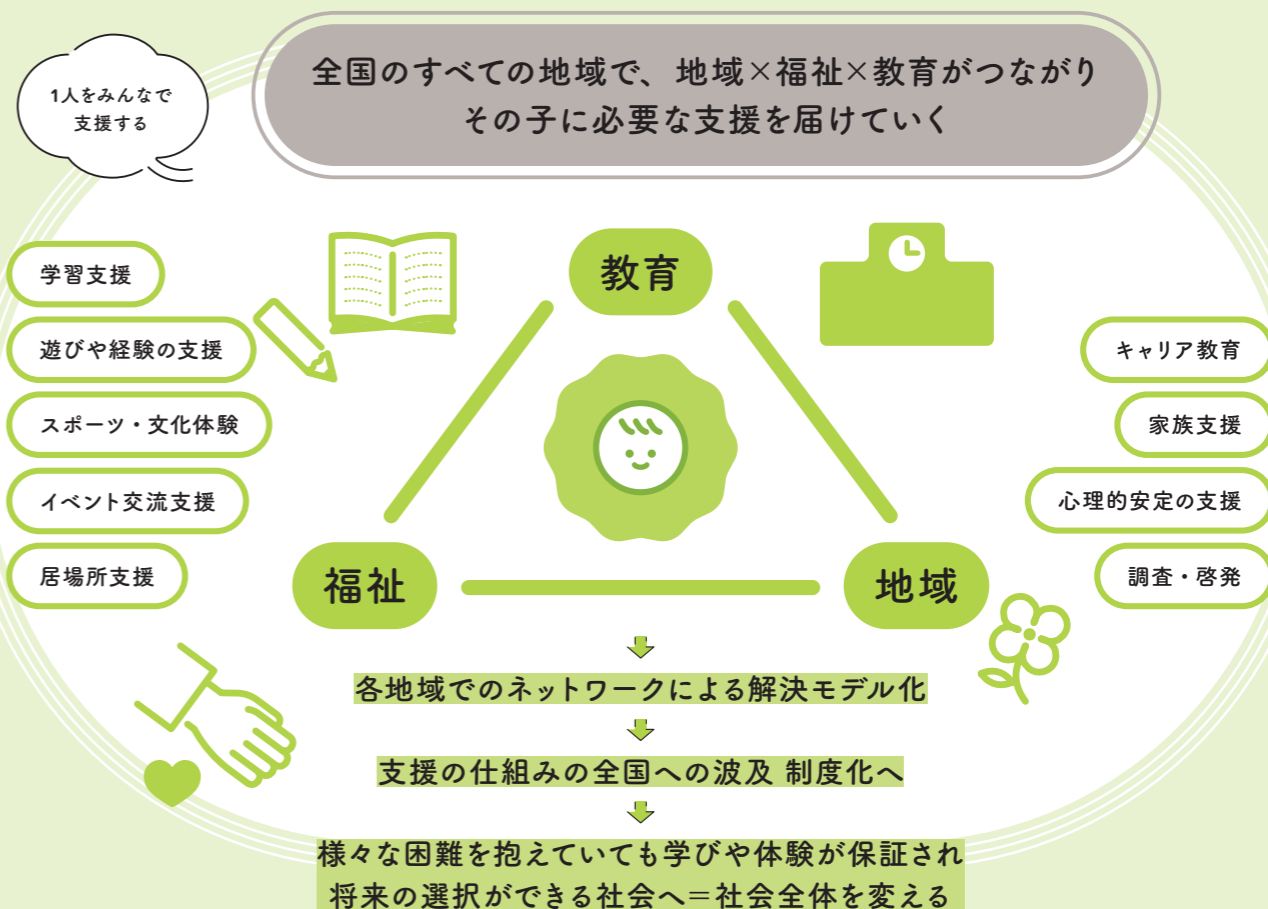 1人をみんなで
支援する
全国のすべての地域で、地域×福祉×教育がつながり
その子に必要な支援を届けていく
学習支援
遊びや経験の支援
スポーツ・文化体験
イベント交流支援
居場所支援
教育
福祉
地域
キャリア教育
家族支援
心理的安定の支援
調査・啓発
各地域でのネットワークによる解決モデル化
支援の仕組みの全国への波及 制度化へ
様々な困難を抱えていても学びや体験が保証され
将来の選択ができる社会へ＝社会全体を変える